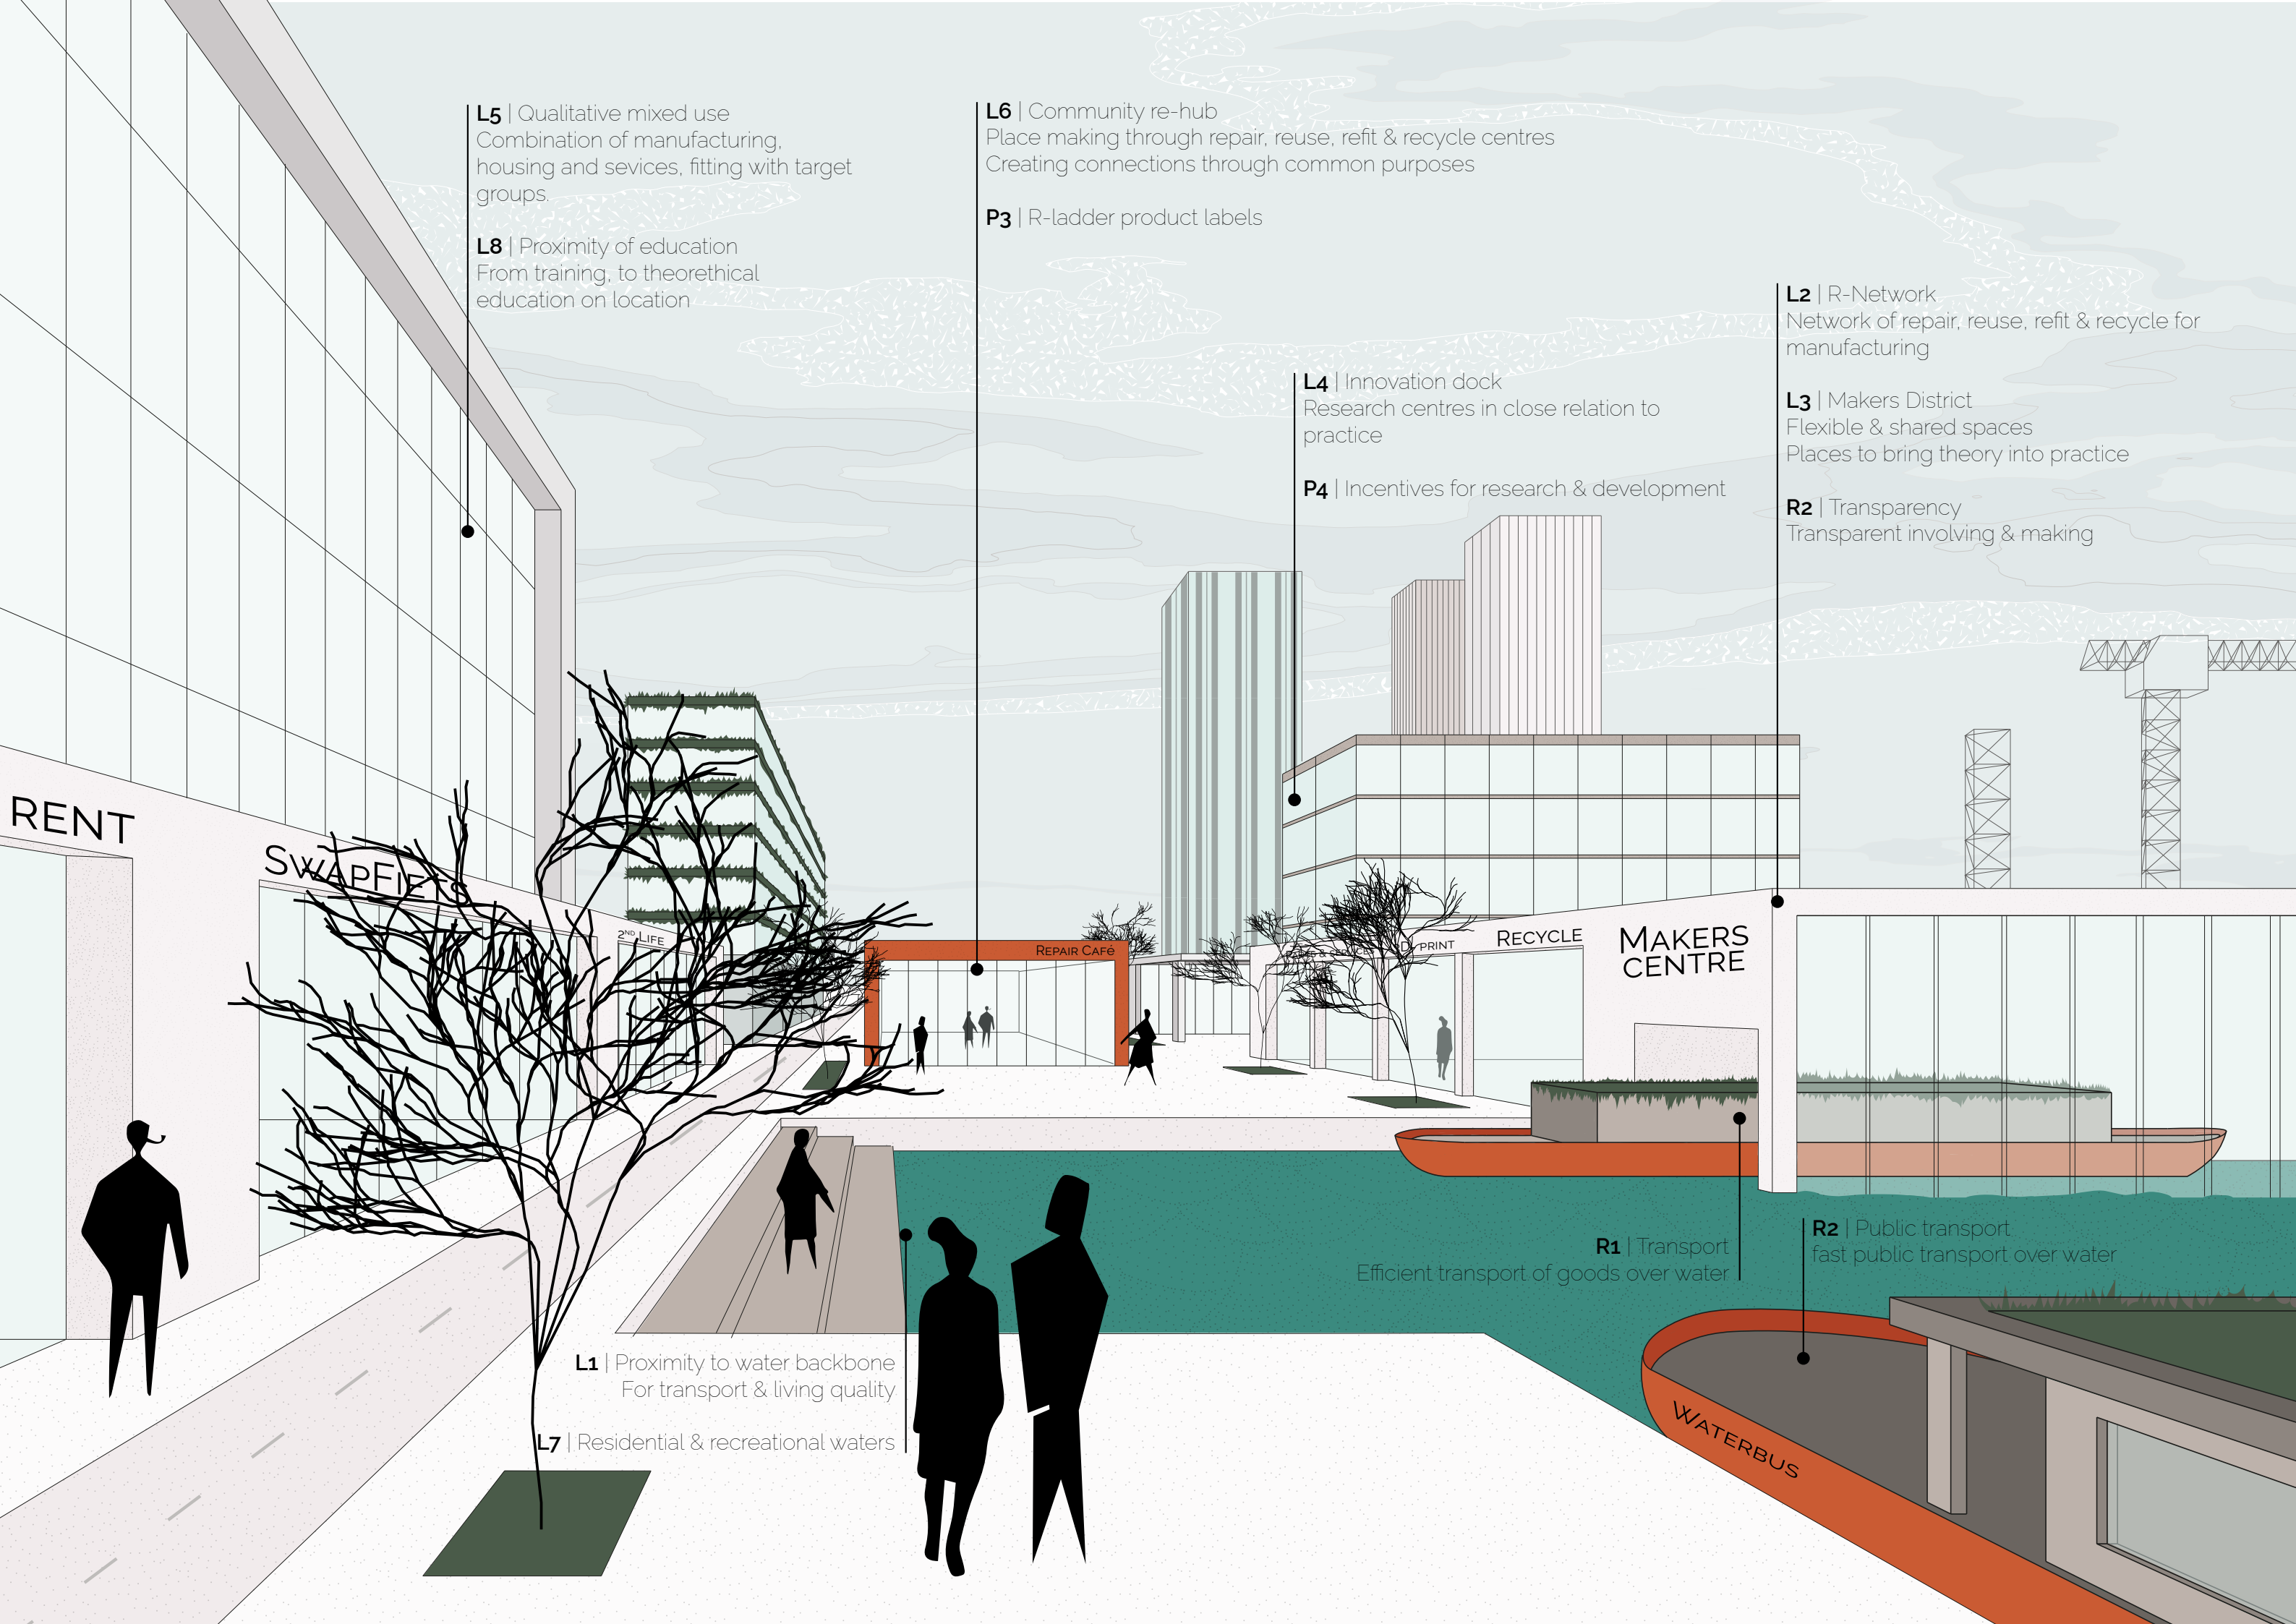 L5 | Qualitative mixed use
Combination of manufacturing,
housing and sevices, fitting with target
groups.
L8 | Proximity of education
From training, to theorethical
education on location
L6 | Community re-hub
Place making through repair, reuse, refit & recycle centres
Creating connections through common purposes
P3 | R-ladder product labels
L4 | Innovation dock
Research centres in close relation to
practice
P4 | Incentives for research & development
L2 | R-Network
Network of repair, reuse, refit & recycle for
manufacturing
L3 | Makers District
Flexible & shared spaces
Places to bring theory into practice
R2 | Transparency
Transparent involving & making
RENT
SWAPFIETS
2ND LIFE
REPAIR CAFé
RECYCLE
MAKERS
CENTRE
R1 | Transport
Efficient transport of goods over water
R2 | Public transport
fast public transport over water
L1 | Proximity to water backbone
For transport & living quality
L7 | Residential & recreational waters
WATERBUS